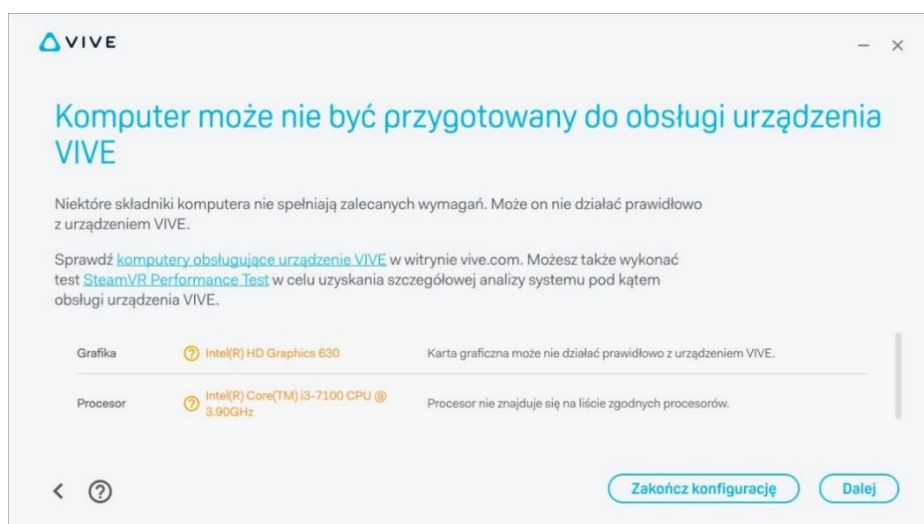 VIVE
Komputer może nie być przygotowany do obsługi urządzenia
VIVE
Niektóre składniki komputera nie spełniają zalecanych wymagań. Może on nie działać prawidłowo
z urządzeniem VIVE.
Sprawdź komputery obsługujące urządzenie VIVE w witrynie vive.com. Możesz także wykonać
test SteamVR Performance Test w celu uzyskania szczegółowej analizy systemu pod kątem
obsługi urządzenia VIVE.
Grafika ? Intel(R) HD Graphics 630 Karta graficzna może nie działać prawidłowo z urządzeniem VIVE.
Procesor ? Intel(R) Core(TM) i3-7100 CPU @
3.90GHz Procesor nie znajduje się na liście zgodnych procesorów.
? Zakończ konfigurację Dalej